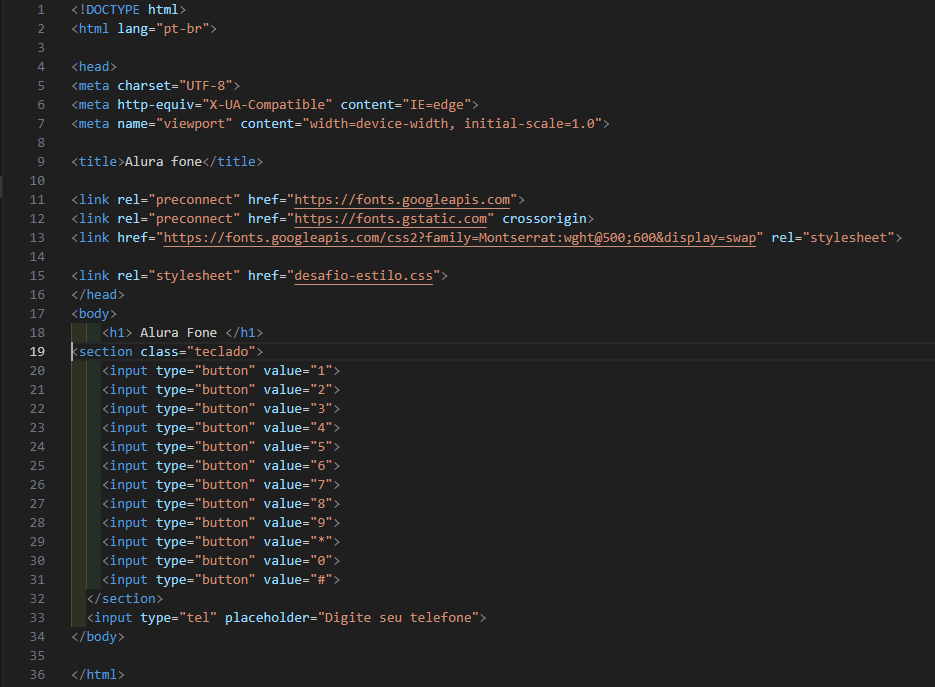 1 <!DOCTYPE html>
2 <html lang="pt-br">
3
4 <head>
5 <meta charset="UTF-8">
6 <meta http-equiv="X-UA-Compatible" content="IE=edge">
7 <meta name="viewport" content="width=device-width, initial-scale=1.0">
8
9 <title>Alura fone</title>
10
11 <link rel="preconnect" href="https://fonts.googleapis.com">
12 <link rel="preconnect" href="https://fonts.gstatic.com" crossorigin>
13 <link href="https://fonts.googleapis.com/css2?family=Montserrat:wght@500;600&display=swap" rel="stylesheet">
14
15 <link rel="stylesheet" href="desafio-estilo.css">
16 </head>
17 <body>
18     <h1> Alura Fone </h1>
19 <section class="teclado">
20     <input type="button" value="1">
21     <input type="button" value="2">
22     <input type="button" value="3">
23     <input type="button" value="4">
24     <input type="button" value="5">
25     <input type="button" value="6">
26     <input type="button" value="7">
27     <input type="button" value="8">
28     <input type="button" value="9">
29     <input type="button" value="*">
30     <input type="button" value="0">
31     <input type="button" value="#">
32   </section>
33   <input type="tel" placeholder="Digite seu telefone">
34 </body>
35
36 </html>